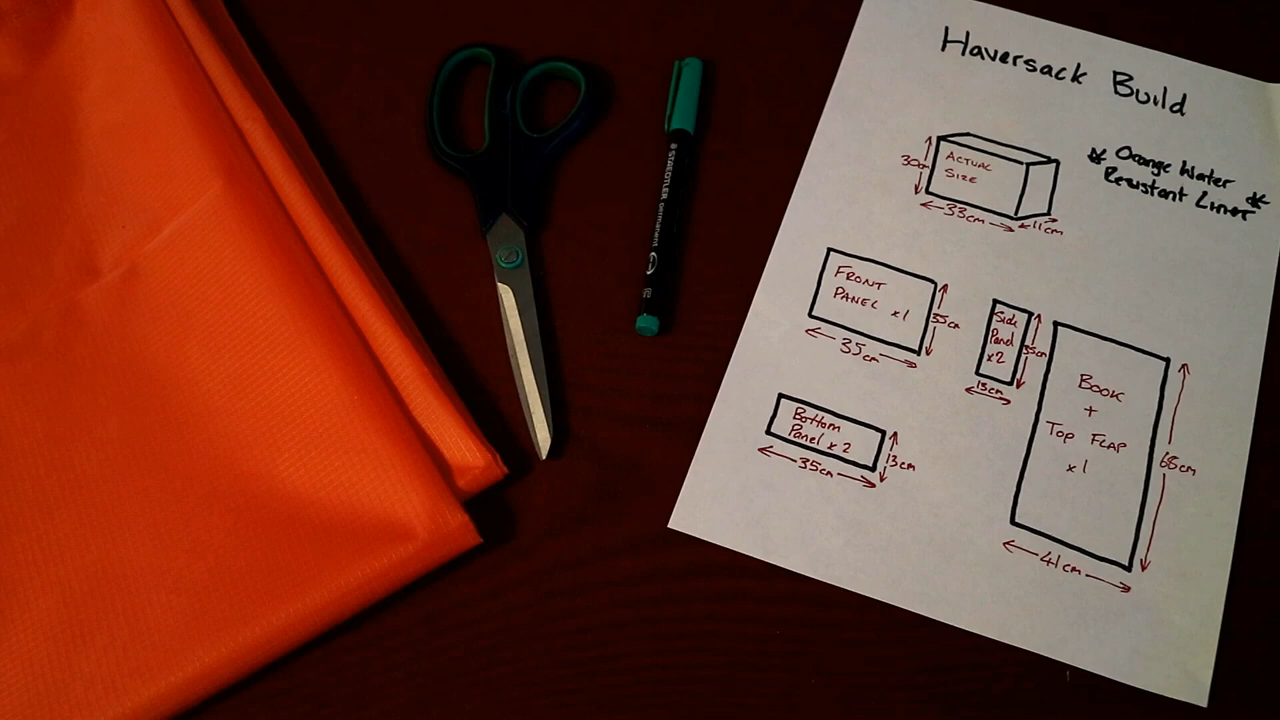 Haversack Build
ACTUAL
SIZE
30cm
33cm
11cm
* Orange Water *
Resistant Liner
STAEDTLER permanent
FRONT
PANEL x1
35cm
35cm
Side
Panel
x2
35cm
13cm
BOOK
+
TOP FLAP
x1
68cm
41cm
Bottom
Panel x 2
13cm
35cm